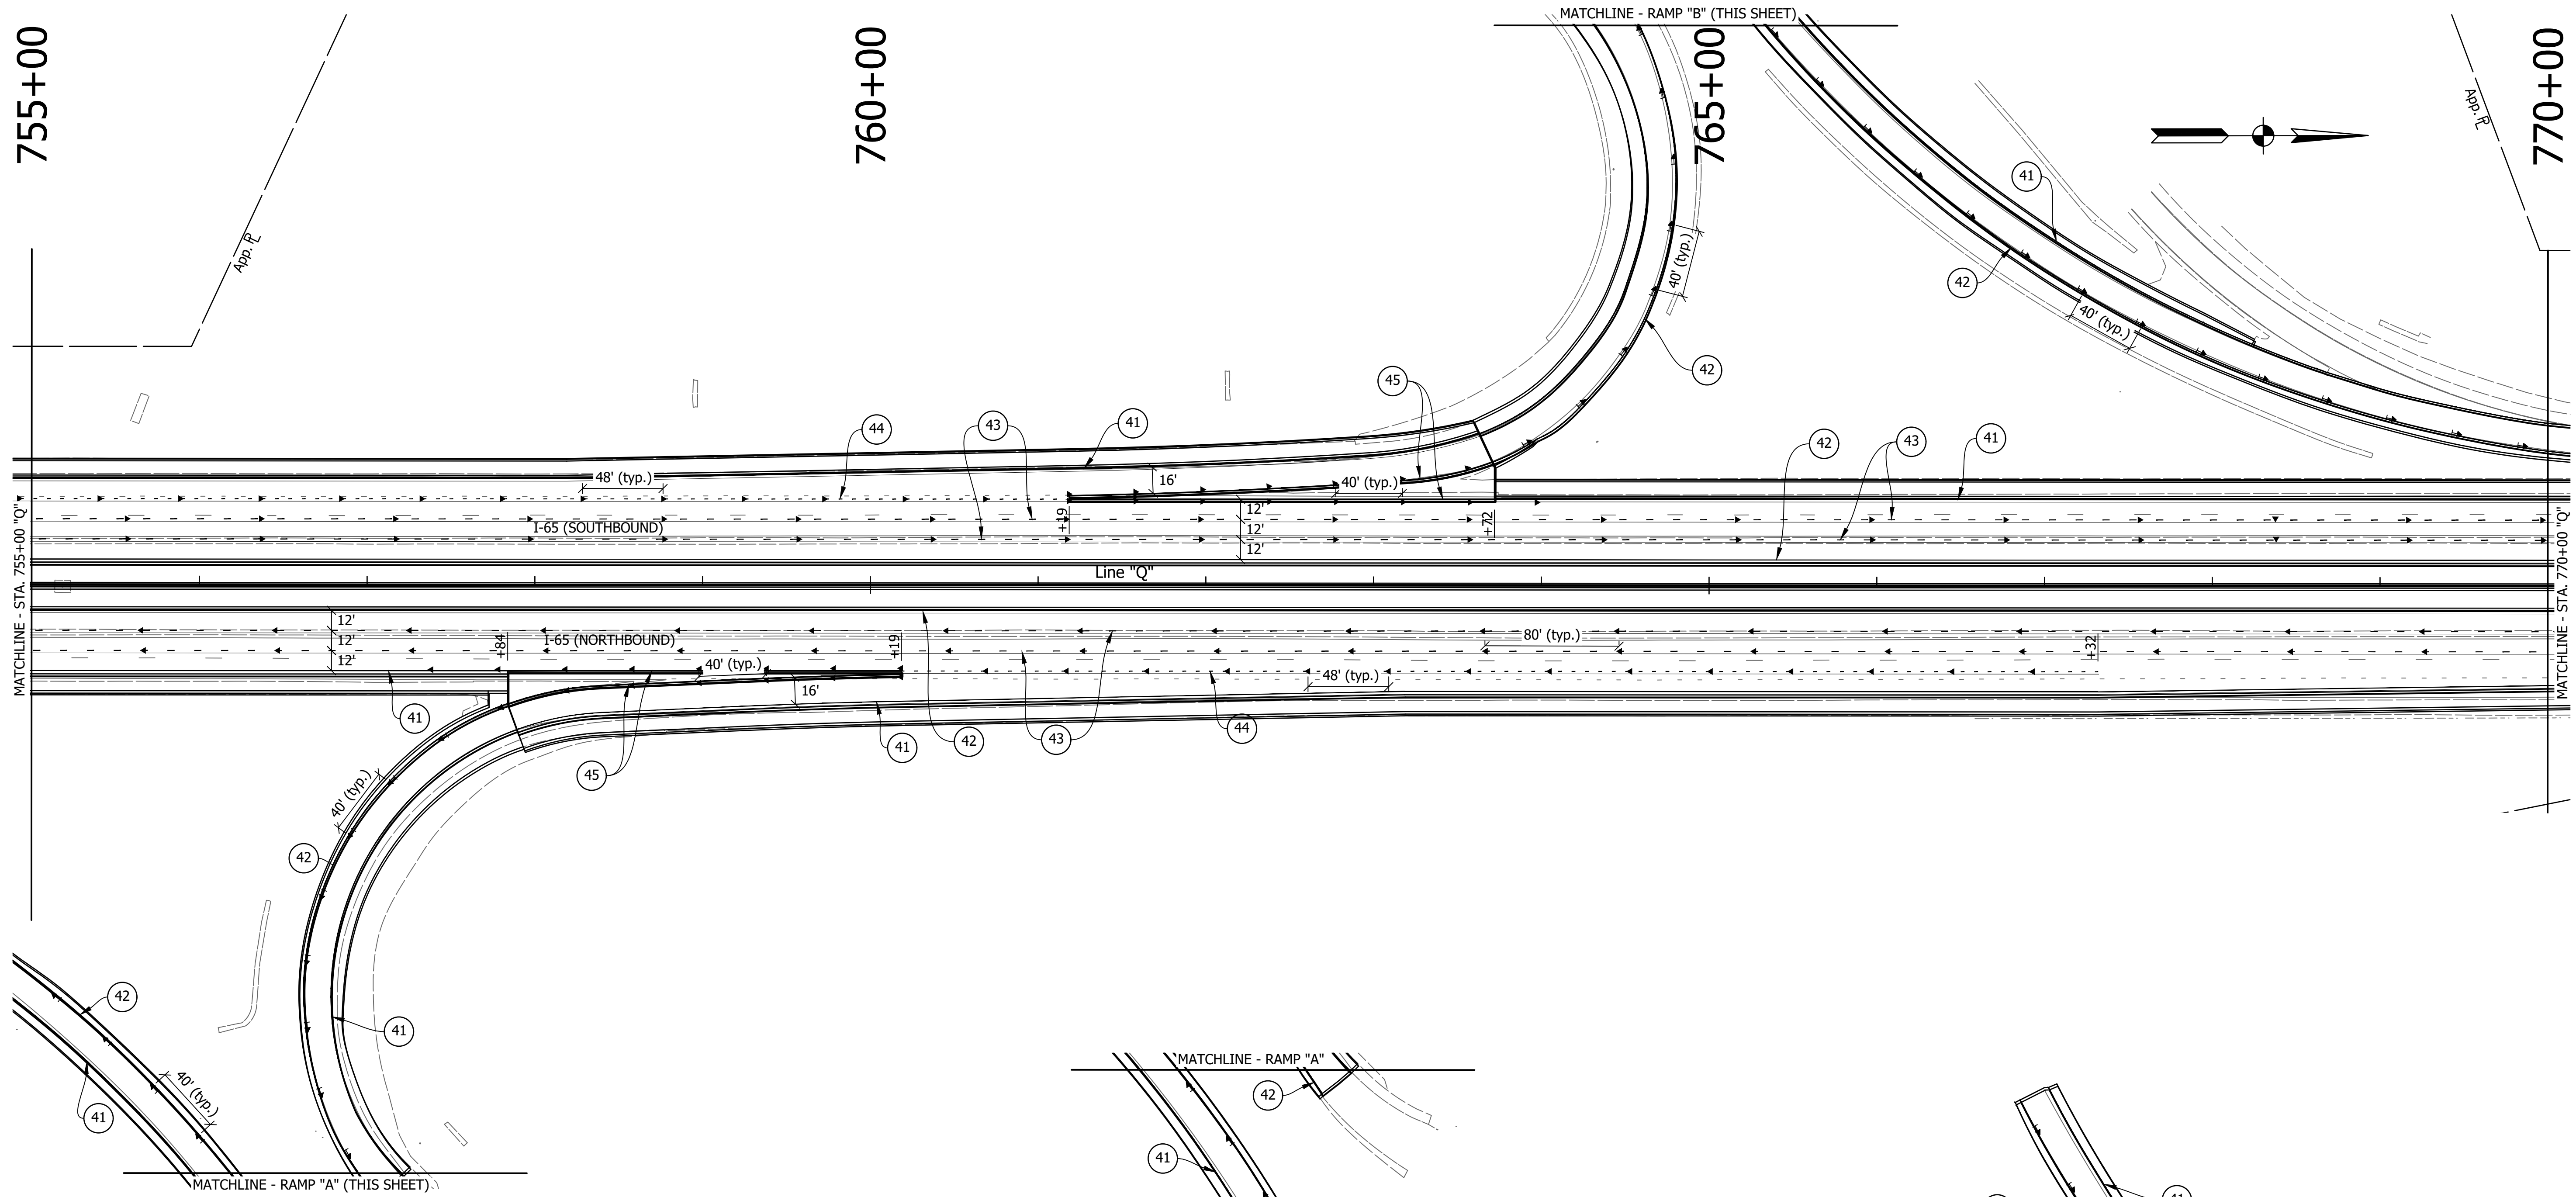 MATCHLINE - RAMP "B" (THIS SHEET)
755+00
760+00
765+00
770+00
App. PL
App. PL
41
42
40' (typ.)
40' (typ.)
42
45
44
43
41
42
43
41
48' (typ.)
16'
40' (typ.)
12'
12'
12'
+19
+72
I-65 (SOUTHBOUND)
MATCHLINE - STA. 755+00 "Q"
MATCHLINE - STA. 770+00 "Q"
Line "Q"
12'
12'
12'
+84
I-65 (NORTHBOUND)
+19
80' (typ.)
+32
40' (typ.)
16'
48' (typ.)
41
45
41
42
43
44
40' (typ.)
42
42
41
40' (typ.)
41
MATCHLINE - RAMP "A" (THIS SHEET)
MATCHLINE - RAMP "A"
42
41
41